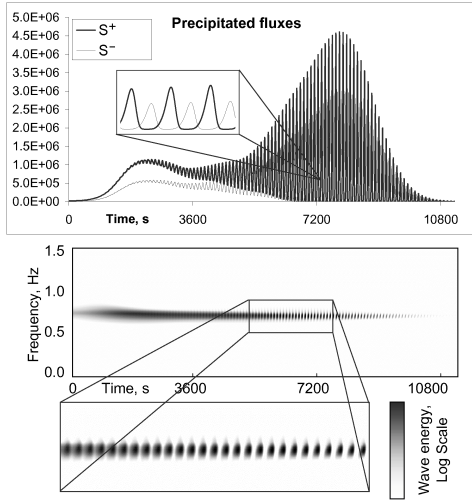 Precipitated fluxes
S+
S−
5.0E+06
4.5E+06
4.0E+06
3.5E+06
3.0E+06
2.5E+06
2.0E+06
1.5E+06
1.0E+06
5.0E+05
0.0E+00
0 Time, s 3600 7200 10800
Frequency, Hz
1.5
1.0
0.5
0.0
0 Time, s 3600 7200 10800
Wave energy,
Log Scale